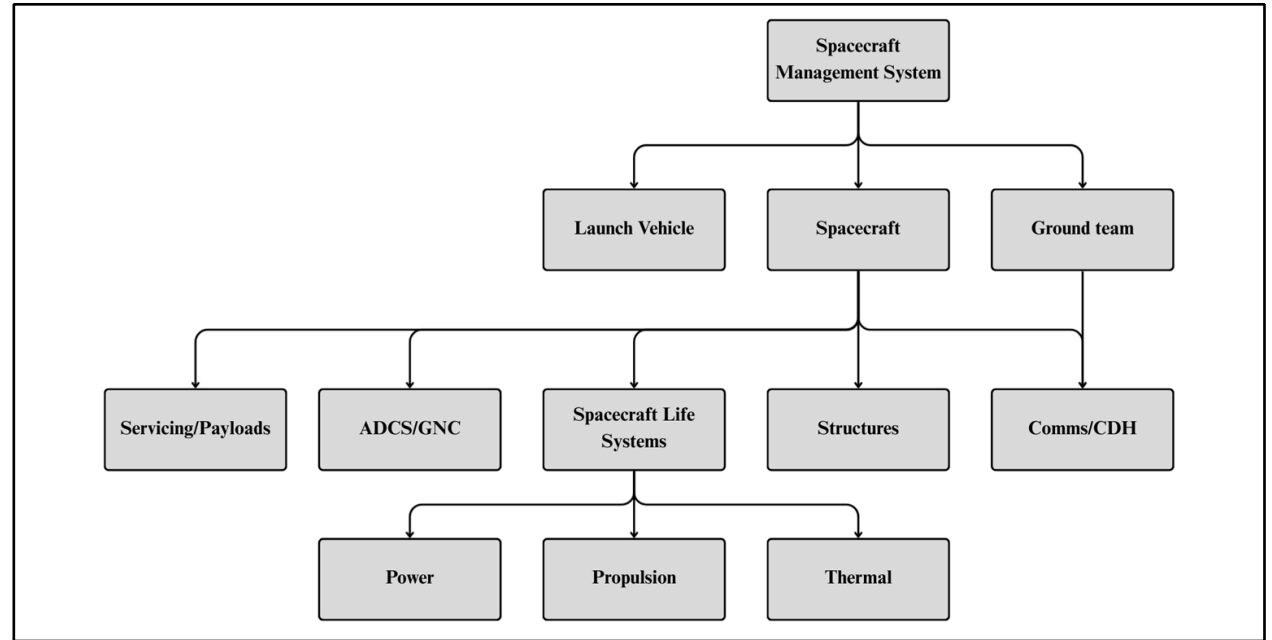 Spacecraft
Management System
Launch Vehicle
Spacecraft
Ground team
Servicing/Payloads
ADCS/GNC
Spacecraft Life
Systems
Structures
Comms/CDH
Power
Propulsion
Thermal